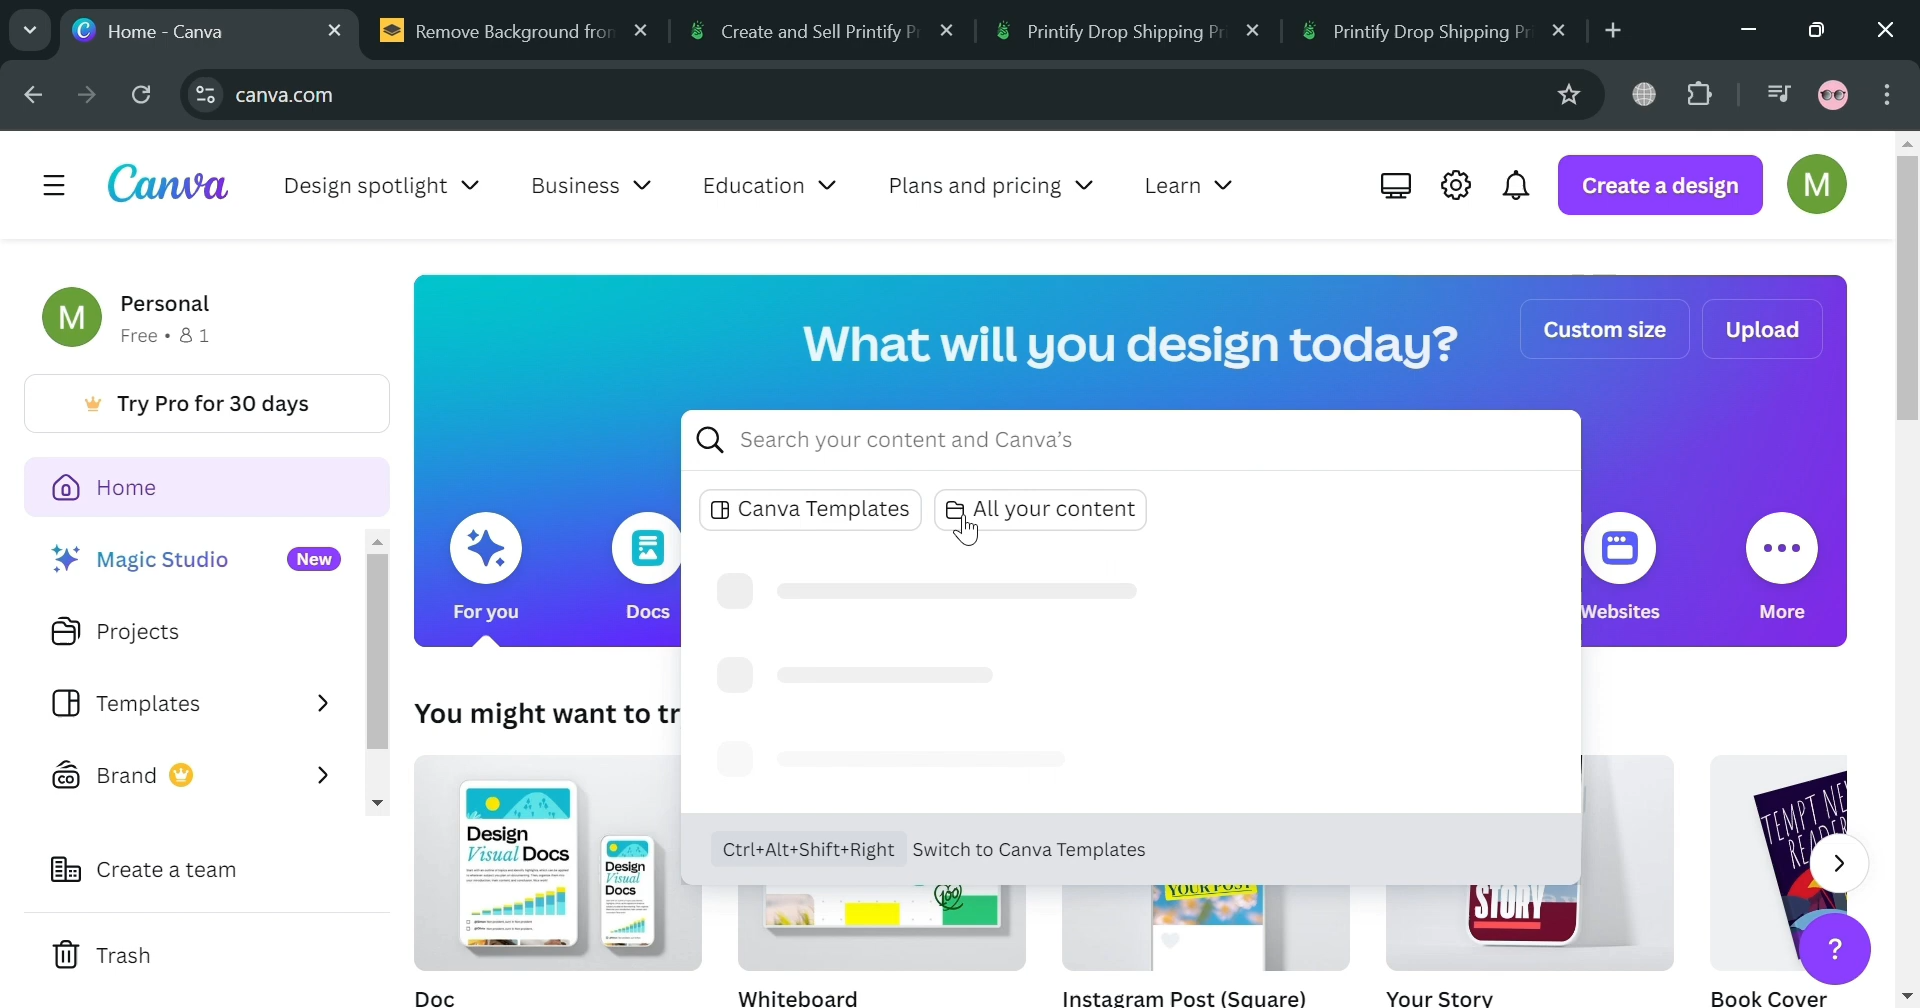 Home - Canva
Remove Background from
Create and Sell Printify Pr
Printify Drop Shipping Pri
Printify Drop Shipping Pri
canva.com
Canva
Design spotlight
Business
Education
Plans and pricing
Learn
Create a design
M
M
Personal
Free • 1
Try Pro for 30 days
Home
Magic Studio New
Projects
Templates
Brand
Create a team
Trash
What will you design today?
Custom size
Upload
Search your content and Canva's
Canva Templates
All your content
For you
Docs
Websites
More
Ctrl+Alt+Shift+Right Switch to Canva Templates
You might want to tr
Design
Visual Docs
Design
Visual
Docs
100
YOUR POST
STORY
TEMPT NE
READER
?
Doc
Whiteboard
Instagram Post (Square)
Your Story
Book Cover